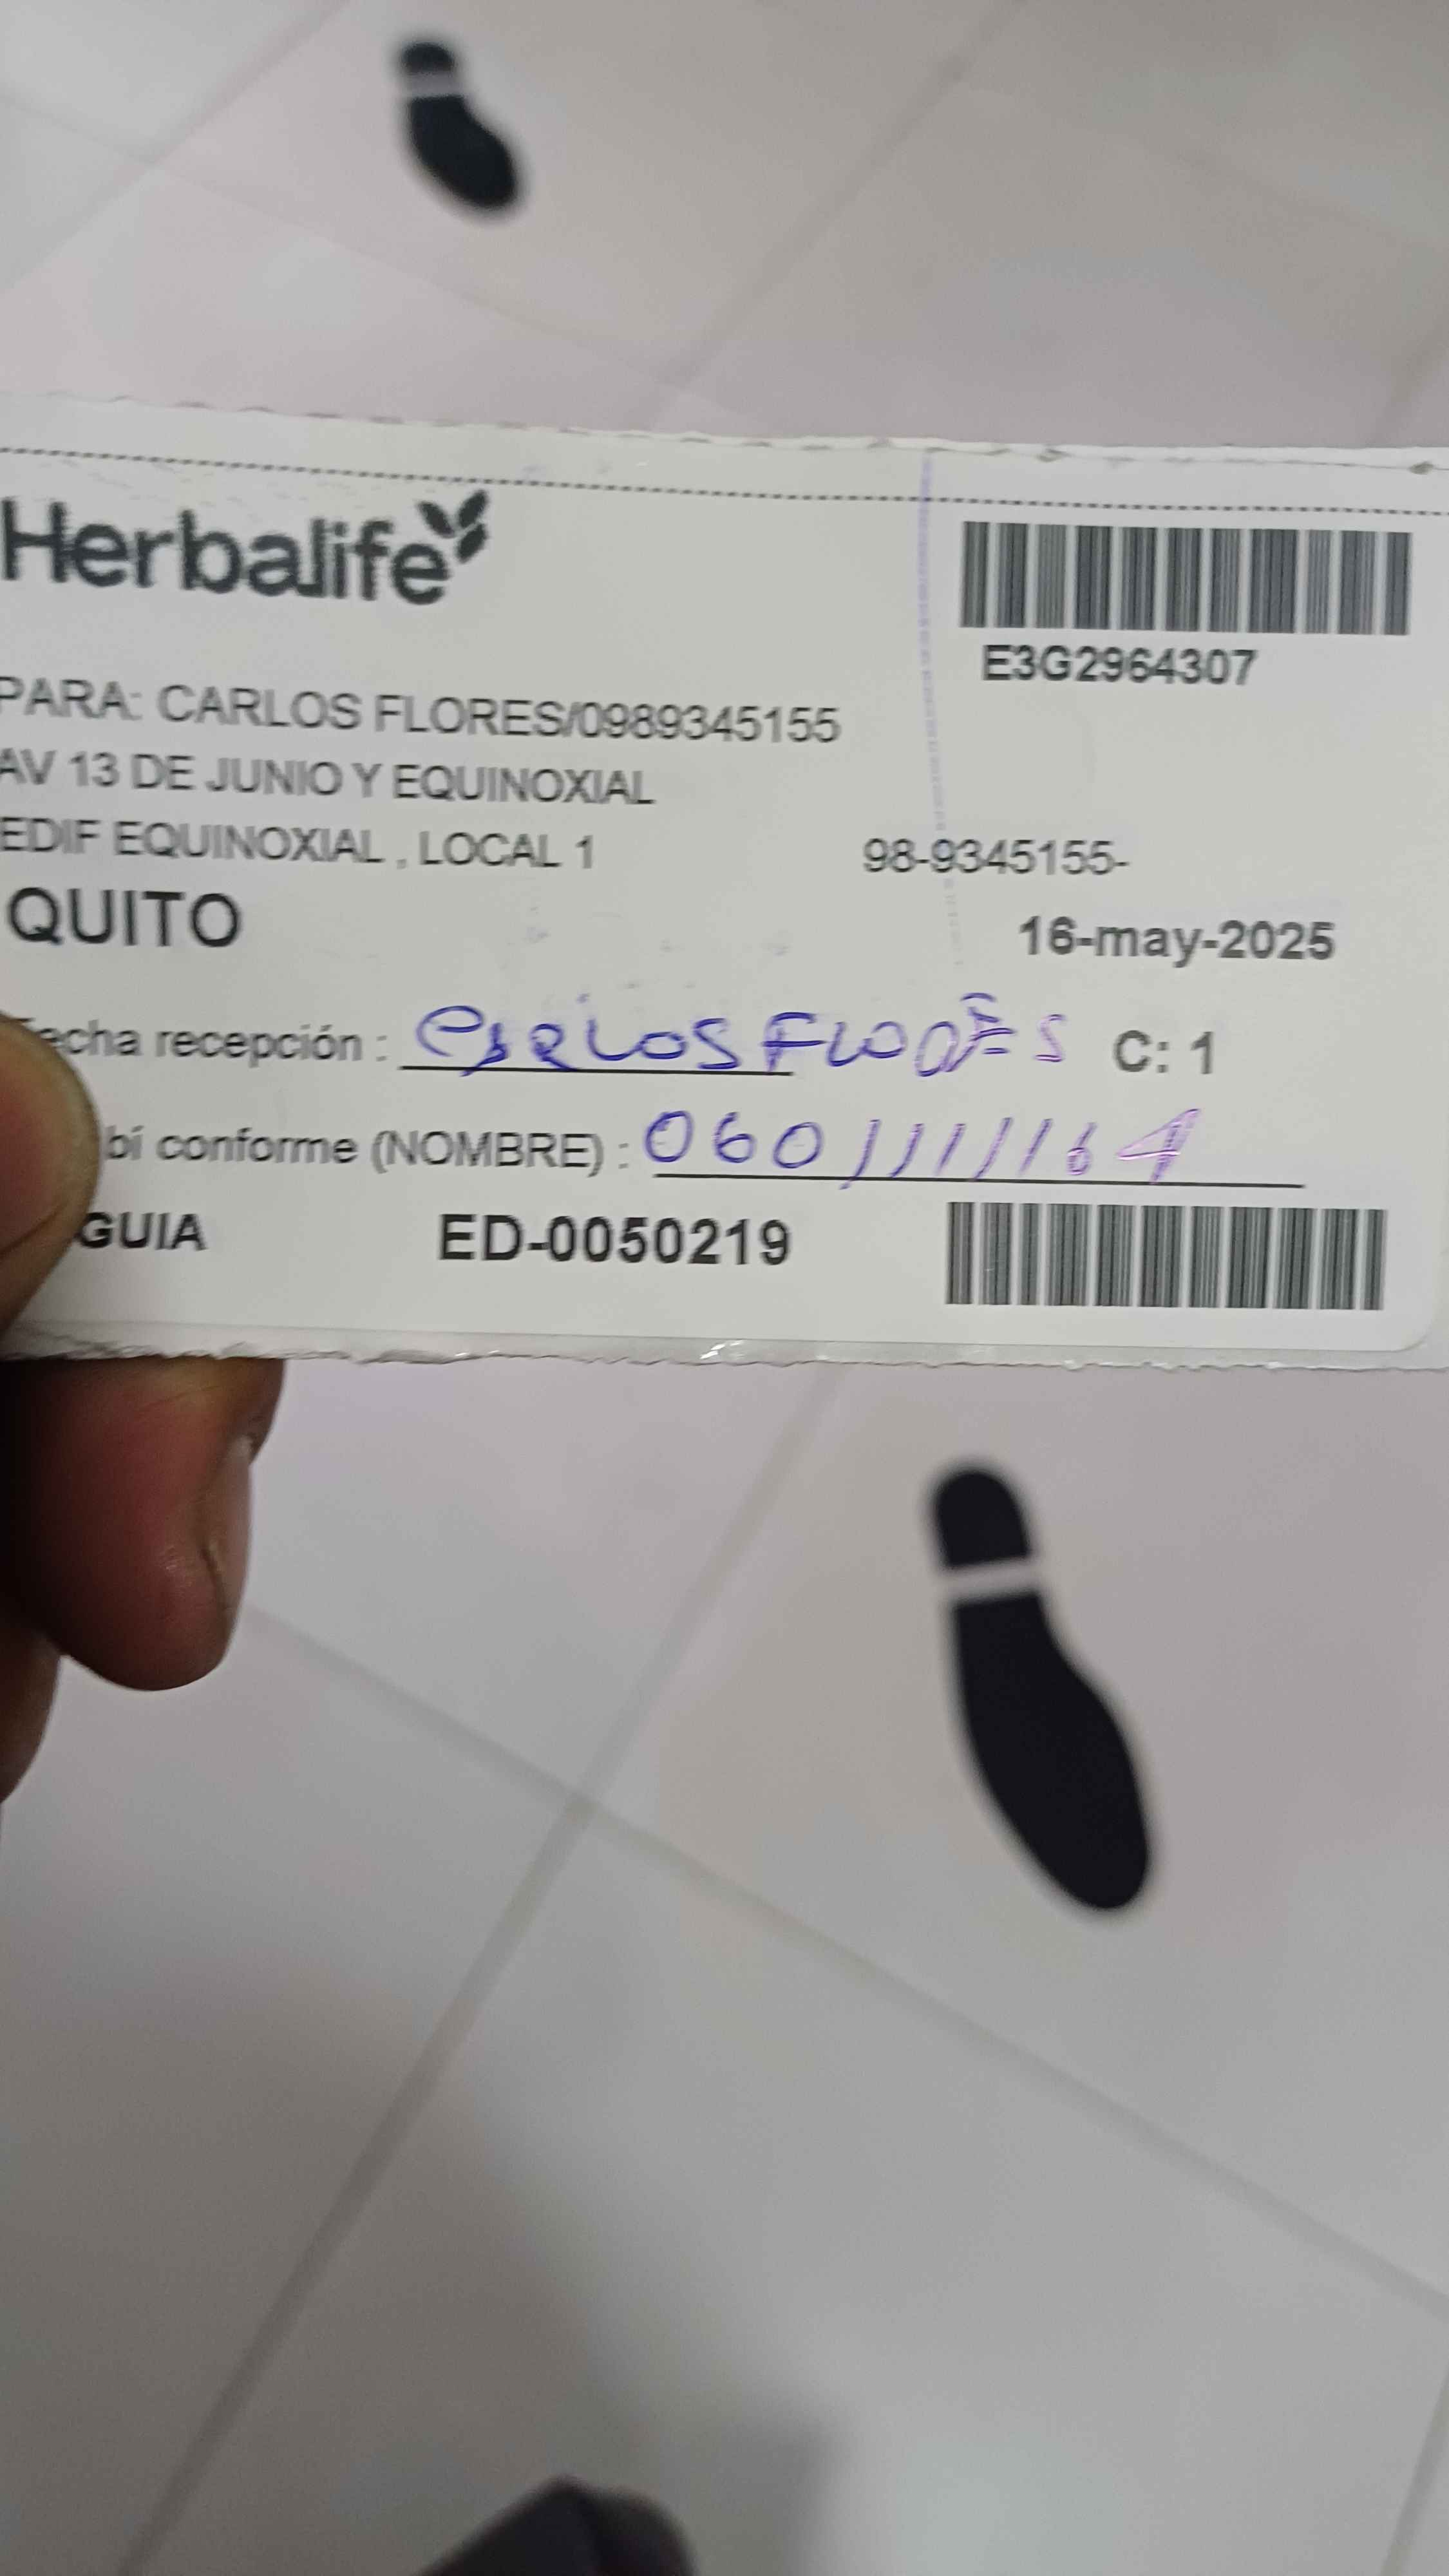 Herbalife
E3G2964307
PARA: CARLOS FLORES/0989345155
AV 13 DE JUNIO Y EQUINOXIAL
EDIF EQUINOXIAL , LOCAL 1 98-9345155-
QUITO 16-may-2025
echa recepción : CARLOS FLORES C: 1
bí conforme (NOMBRE) :
GUIA ED-0050219